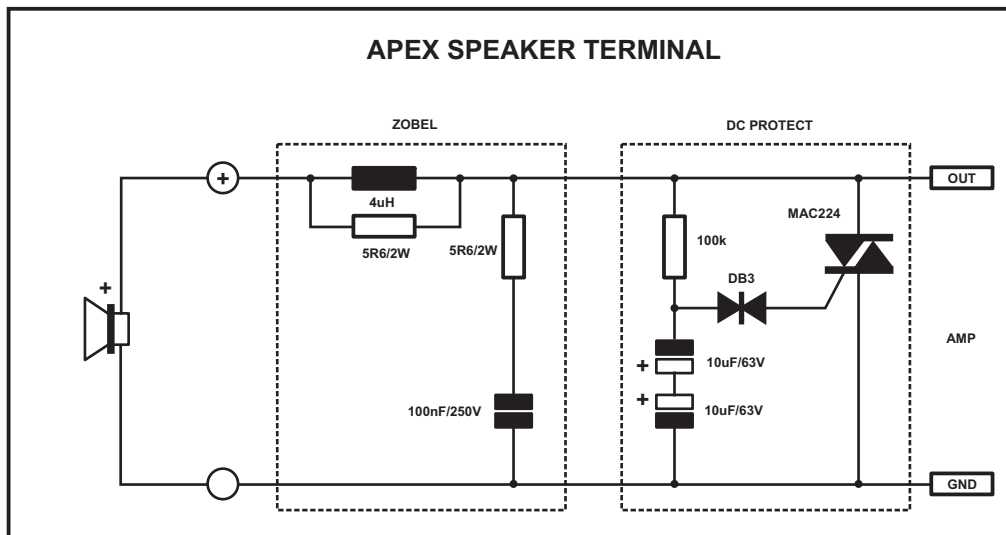 APEX SPEAKER TERMINAL
ZOBEL
DC PROTECT
+
OUT
4uH
MAC224
5R6/2W
5R6/2W
100k
DB3
+
AMP
+
10uF/63V
+
10uF/63V
100nF/250V
GND